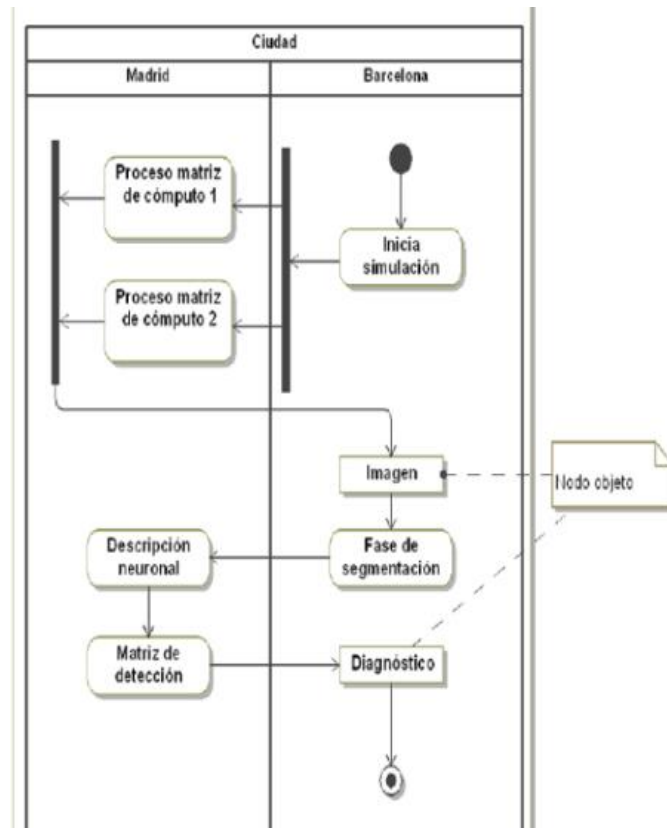 Ciudad
Madrid
Barcelona
Proceso matriz
de cómputo 1
Inicia
simulación
Proceso matriz
de cómputo 2
Imagen
Nodo objeto
Descripción
neuronal
Fase de
segmentación
Matriz de
detección
Diagnóstico